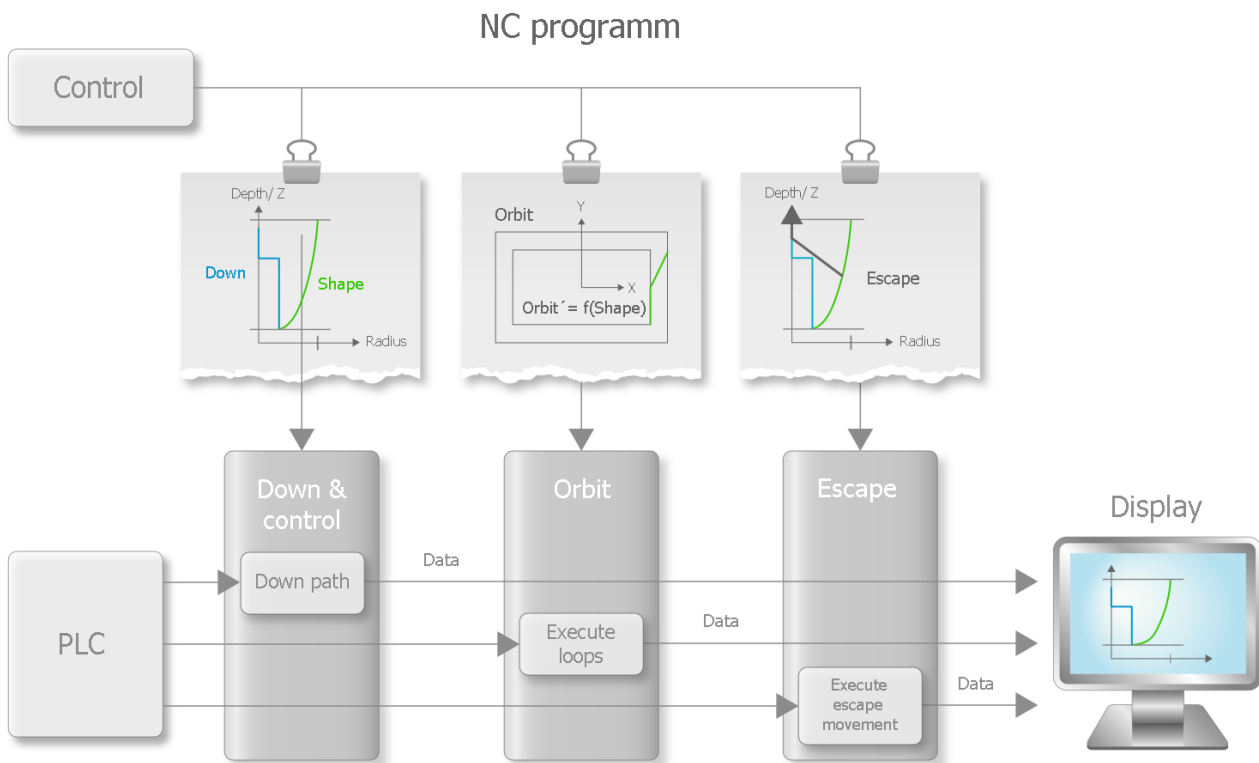 NC programm
Control
Depth/ Z
Down
Shape
Radius
Orbit
Y
X
Orbit´= f(Shape)
Depth/ Z
Escape
Radius
Down &
control
Orbit
Escape
Display
PLC
Down path
Data
Execute
loops
Data
Execute
escape
movement
Data